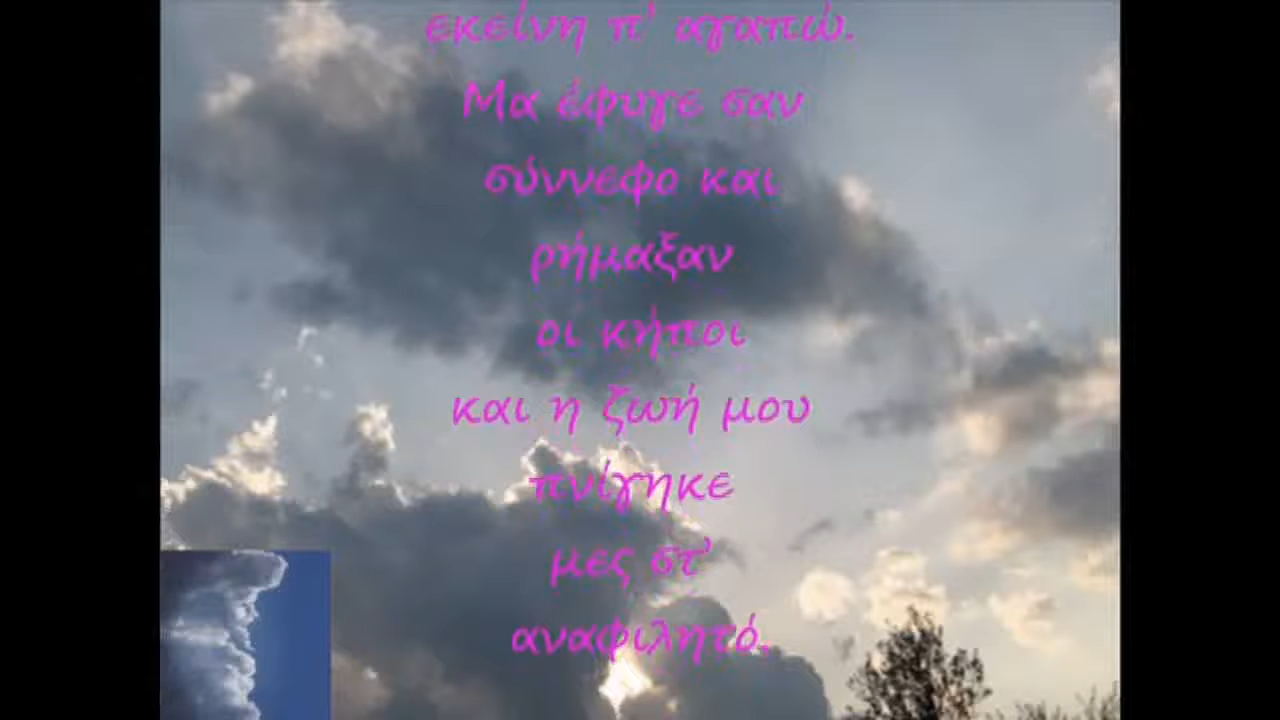 εκείνη π' αγαπώ.
Μα έφυγε σαν
σύννεφο και
ρήμαξαν
οι κήποι
και η ζωή μου
πνίγηκε
μες στ'
αναφιλητό.